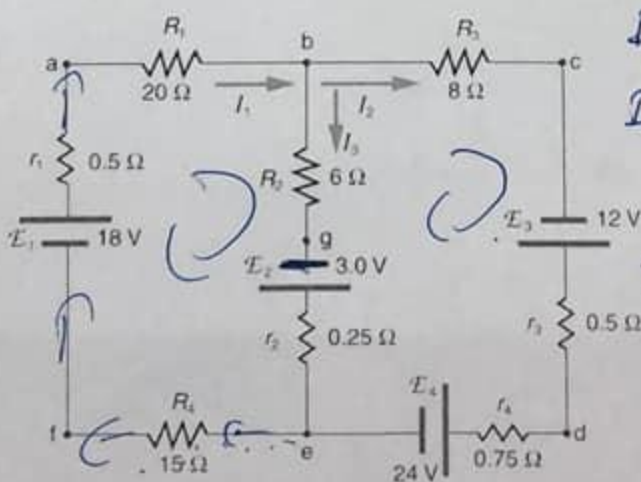 R₁ b R₃
a c
20 Ω I₁ I₂ 8 Ω
I₃
r₁ 0.5 Ω R₂ 6 Ω
ℰ₁ 18 V g ℰ₃ 12 V
ℰ₂ 3.0 V
r₂ 0.25 Ω r₃ 0.5 Ω
f R₄ e ℰ₄ r₄ d
15 Ω 24 V 0.75 Ω